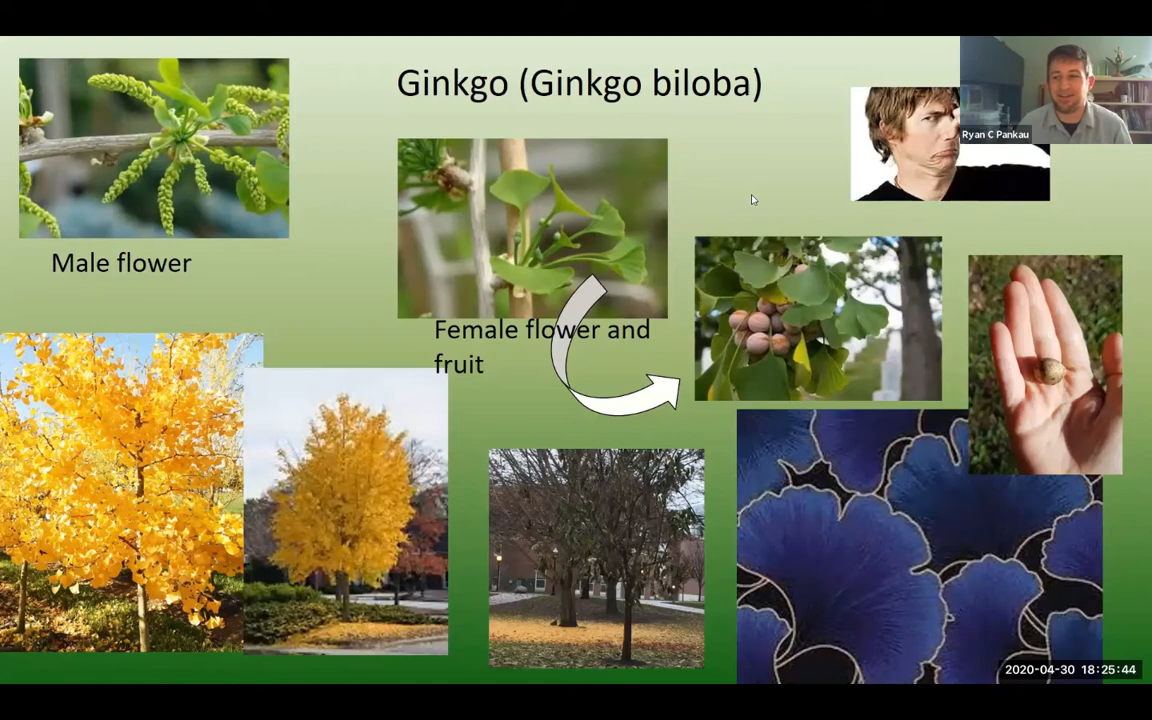 Ginkgo (Ginkgo biloba)
Ryan C Pankau
Male flower
Female flower and
fruit
2020-04-30 18:25:44